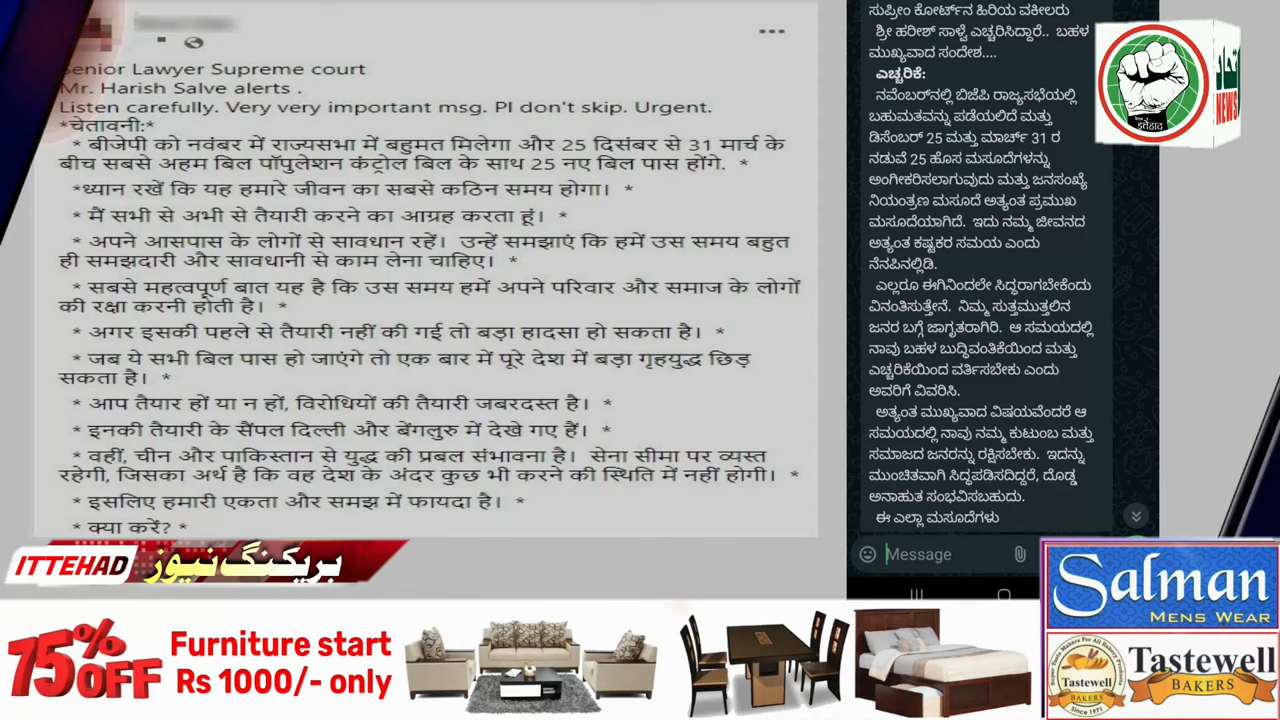 Senior Lawyer Supreme court
Mr. Harish Salve alerts .
Listen carefully. Very very important msg. Pl don't skip. Urgent.
*चेतावनी:*
* बीजेपी को नवंबर में राज्यसभा में बहुमत मिलेगा और 25 दिसंबर से 31 मार्च के
बीच सबसे अहम बिल पॉपुलेशन कंट्रोल बिल के साथ 25 नए बिल पास होंगे. *
*ध्यान रखें कि यह हमारे जीवन का सबसे कठिन समय होगा। *
* मैं सभी से अभी से तैयारी करने का आग्रह करता हूं। *
* अपने आसपास के लोगों से सावधान रहें। उन्हें समझाएं कि हमें उस समय बहुत
ही समझदारी और सावधानी से काम लेना चाहिए। *
* सबसे महत्वपूर्ण बात यह है कि उस समय हमें अपने परिवार और समाज के लोगों
की रक्षा करनी होती है। *
* अगर इसकी पहले से तैयारी नहीं की गई तो बड़ा हादसा हो सकता है। *
* जब ये सभी बिल पास हो जाएंगे तो एक बार में पूरे देश में बड़ा गृहयुद्ध छिड़
सकता है। *
* आप तैयार हों या न हों, विरोधियों की तैयारी जबरदस्त है। *
* इनकी तैयारी के सैंपल दिल्ली और बेंगलुरु में देखे गए हैं। *
* वहीं, चीन और पाकिस्तान से युद्ध की प्रबल संभावना है। सेना सीमा पर व्यस्त
रहेगी, जिसका अर्थ है कि वह देश के अंदर कुछ भी करने की स्थिति में नहीं होगी। *
* इसलिए हमारी एकता और समझ में फायदा है। *
* क्या करें? *
ಸುಪ್ರೀಂ ಕೋರ್ಟ್‌ನ ಹಿರಿಯ ವಕೀಲರು
ಶ್ರೀ ಹರೀಶ್ ಸಾಳ್ವೆ ಎಚ್ಚರಿಸಿದ್ದಾರೆ.. ಬಹಳ
ಮುಖ್ಯವಾದ ಸಂದೇಶ....
ಎಚ್ಚರಿಕೆ:
ನವೆಂಬರ್‌ನಲ್ಲಿ ಬಿಜೆಪಿ ರಾಜ್ಯಸಭೆಯಲ್ಲಿ
ಬಹುಮತವನ್ನು ಪಡೆಯಲಿದೆ ಮತ್ತು
ಡಿಸೆಂಬರ್ 25 ಮತ್ತು ಮಾರ್ಚ್ 31 ರ
ನಡುವೆ 25 ಹೊಸ ಮಸೂದೆಗಳನ್ನು
ಅಂಗೀಕರಿಸಲಾಗುವುದು ಮತ್ತು ಜನಸಂಖ್ಯೆ
ನಿಯಂತ್ರಣ ಮಸೂದೆ ಅತ್ಯಂತ ಪ್ರಮುಖ
ಮಸೂದೆಯಾಗಿದೆ. ಇದು ನಮ್ಮ ಜೀವನದ
ಅತ್ಯಂತ ಕಷ್ಟಕರ ಸಮಯ ಎಂದು
ನೆನಪಿನಲ್ಲಿಡಿ.
ಎಲ್ಲರೂ ಈಗಿನಿಂದಲೇ ಸಿದ್ಧರಾಗಬೇಕೆಂದು
ವಿನಂತಿಸುತ್ತೇನೆ. ನಿಮ್ಮ ಸುತ್ತಮುತ್ತಲಿನ
ಜನರ ಬಗ್ಗೆ ಜಾಗೃತರಾಗಿರಿ. ಆ ಸಮಯದಲ್ಲಿ
ನಾವು ಬಹಳ ಬುದ್ಧಿವಂತಿಕೆಯಿಂದ ಮತ್ತು
ಎಚ್ಚರಿಕೆಯಿಂದ ವರ್ತಿಸಬೇಕು ಎಂದು
ಅವರಿಗೆ ವಿವರಿಸಿ.
ಅತ್ಯಂತ ಮುಖ್ಯವಾದ ವಿಷಯವೆಂದರೆ ಆ
ಸಮಯದಲ್ಲಿ ನಾವು ನಮ್ಮ ಕುಟುಂಬ ಮತ್ತು
ಸಮಾಜದ ಜನರನ್ನು ರಕ್ಷಿಸಬೇಕು. ಇದನ್ನು
ಮುಂಚಿತವಾಗಿ ಸಿದ್ಧಪಡಿಸದಿದ್ದರೆ, ದೊಡ್ಡ
ಅನಾಹುತ ಸಂಭವಿಸಬಹುದು.
ಈ ಎಲ್ಲಾ ಮಸೂದೆಗಳು
Message
इत्तेहाद
اتحاد
NEWS
ITTEHAD
بریکنگ نیوز
75% OFF
Furniture start
Rs 1000/- only
Salman
MENS WEAR
Tastewell
Since 1971
Tastewell
BAKERS